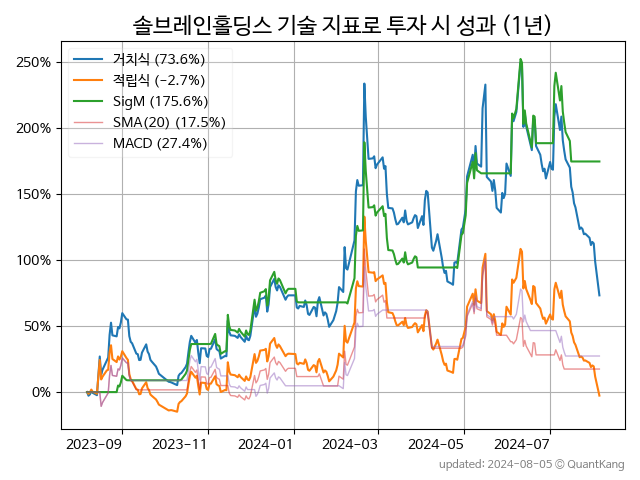 솔브레인홀딩스 기술 지표로 투자 시 성과 (1년)
거치식 (73.6%)
적립식 (-2.7%)
SigM (175.6%)
SMA(20) (17.5%)
MACD (27.4%)
250%
200%
150%
100%
50%
0%
2023-09 2023-11 2024-01 2024-03 2024-05 2024-07
updated: 2024-08-05 © QuantKang